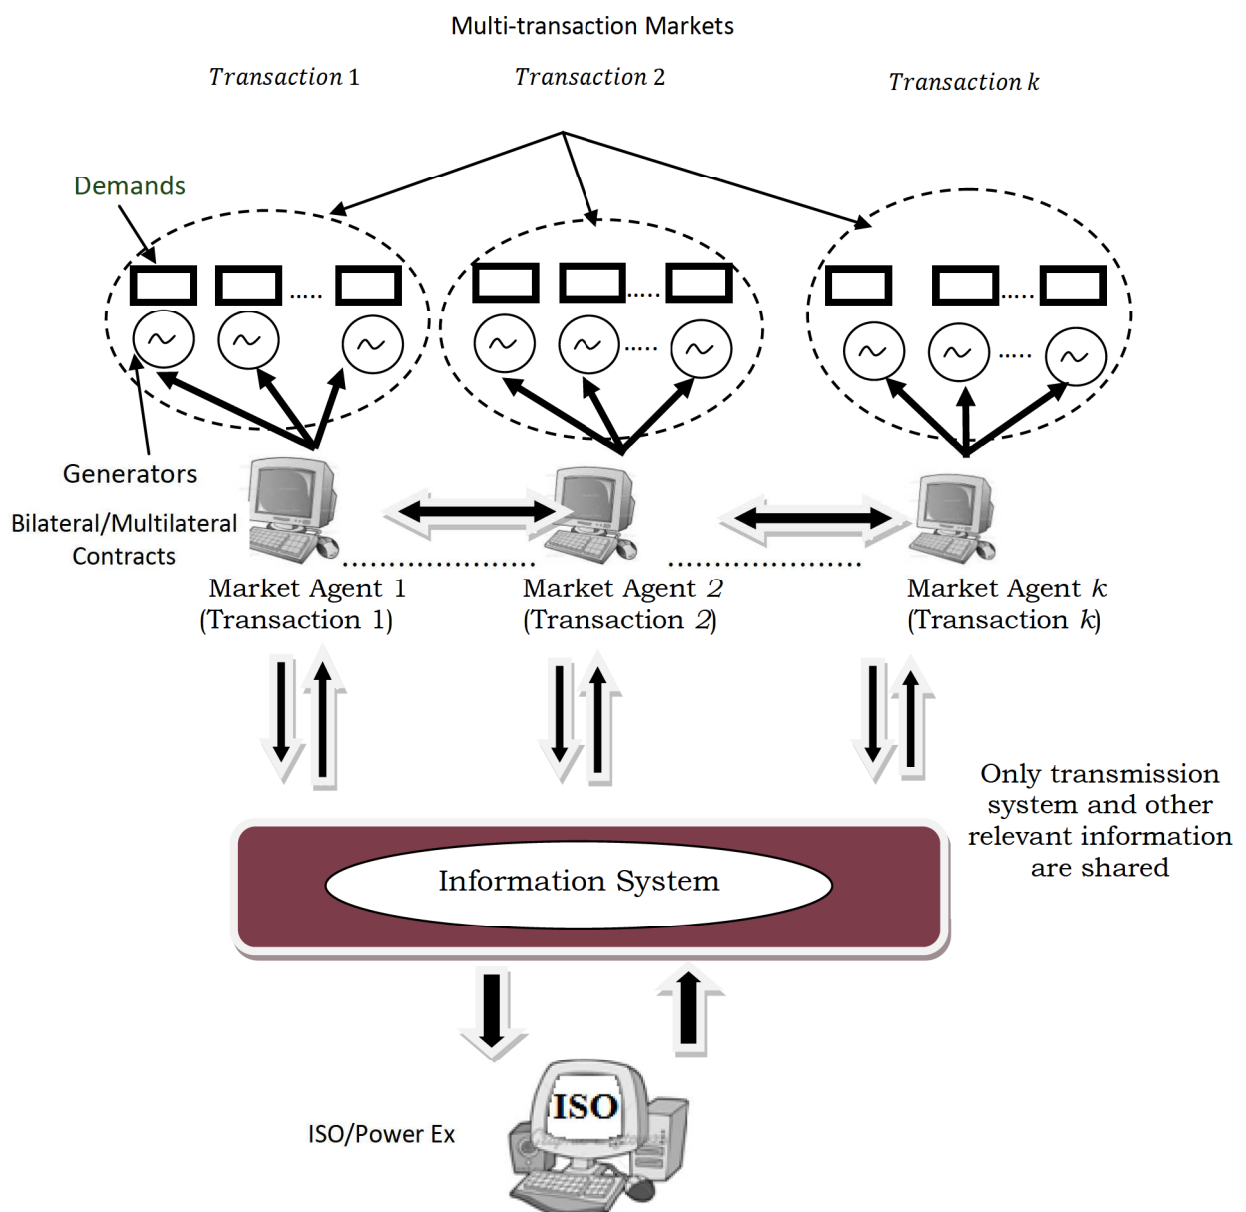 Multi-transaction Markets
Transaction 1
Transaction 2
Transaction k
Demands
.....
.....
.....
.....
.....
Generators
Bilateral/Multilateral
Contracts
Market Agent 1
(Transaction 1)
Market Agent 2
(Transaction 2)
Market Agent k
(Transaction k)
Only transmission
system and other
relevant information
are shared
Information System
ISO
ISO/Power Ex